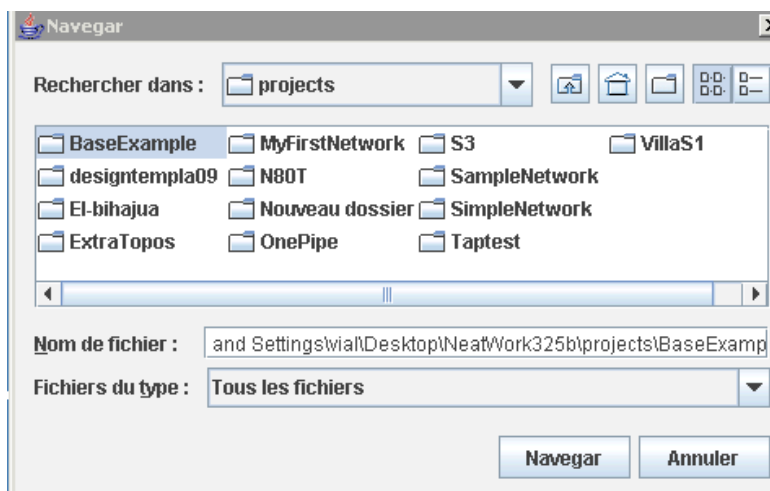 Navegar
Rechercher dans : projects
BaseExample MyFirstNetwork S3 VillaS1
designtempla09 N80T SampleNetwork
El-bihajua Nouveau dossier SimpleNetwork
ExtraTopos OnePipe Taptest
Nom de fichier : and Settings\vial\Desktop\NeatWork325b\projects\BaseExamp
Fichiers du type : Tous les fichiers
Navegar Annuler